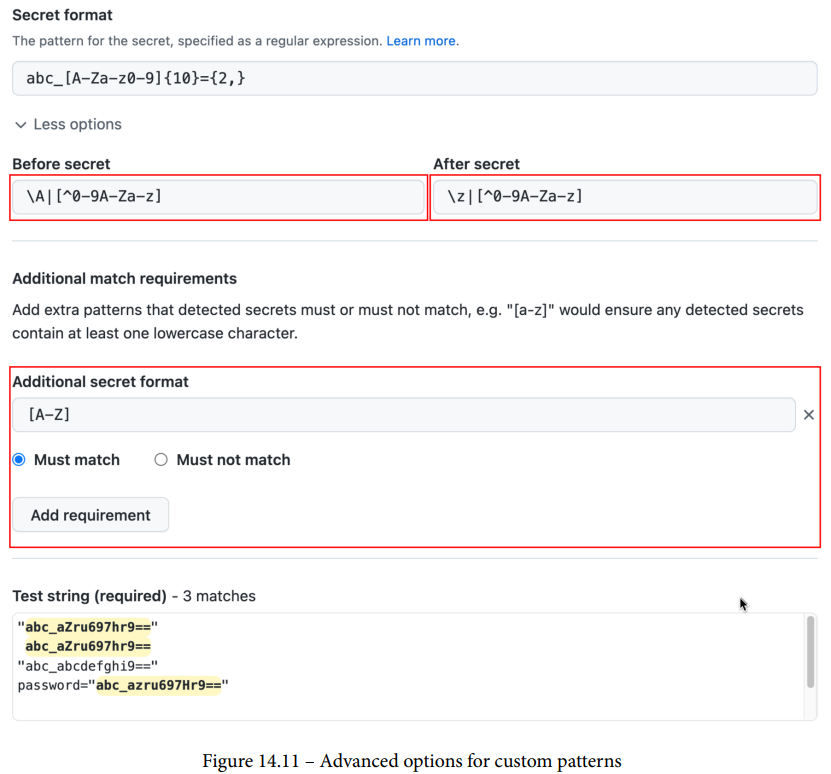 Secret format
The pattern for the secret, specified as a regular expression. Learn more.
abc_[A-Za-z0-9]{10}={2,}
Less options
Before secret After secret
\A|[^0-9A-Za-z] \z|[^0-9A-Za-z]
Additional match requirements
Add extra patterns that detected secrets must or must not match, e.g. "[a-z]" would ensure any detected secrets
contain at least one lowercase character.
Additional secret format
[A-Z]
Must match Must not match
Add requirement
Test string (required) - 3 matches
"abc_aZru697hr9=="
abc_aZru697hr9==
"abc_abcdefghi9=="
password="abc_azru697Hr9=="
Figure 14.11 – Advanced options for custom patterns